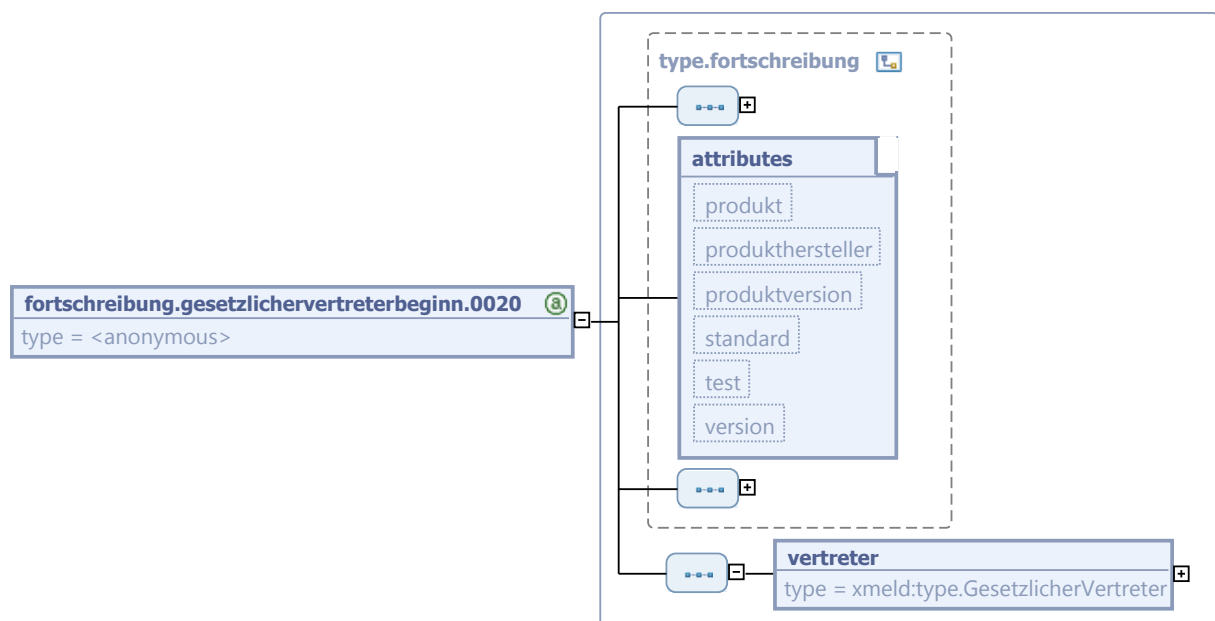 type.fortschreibung
attributes
produkt
produkthersteller
produktversion
standard
test
version
fortschreibung.gesetzlichervertreterbeginn.0020 a
type = <anonymous>
vertreter
type = xmeld:type.GesetzlicherVertreter